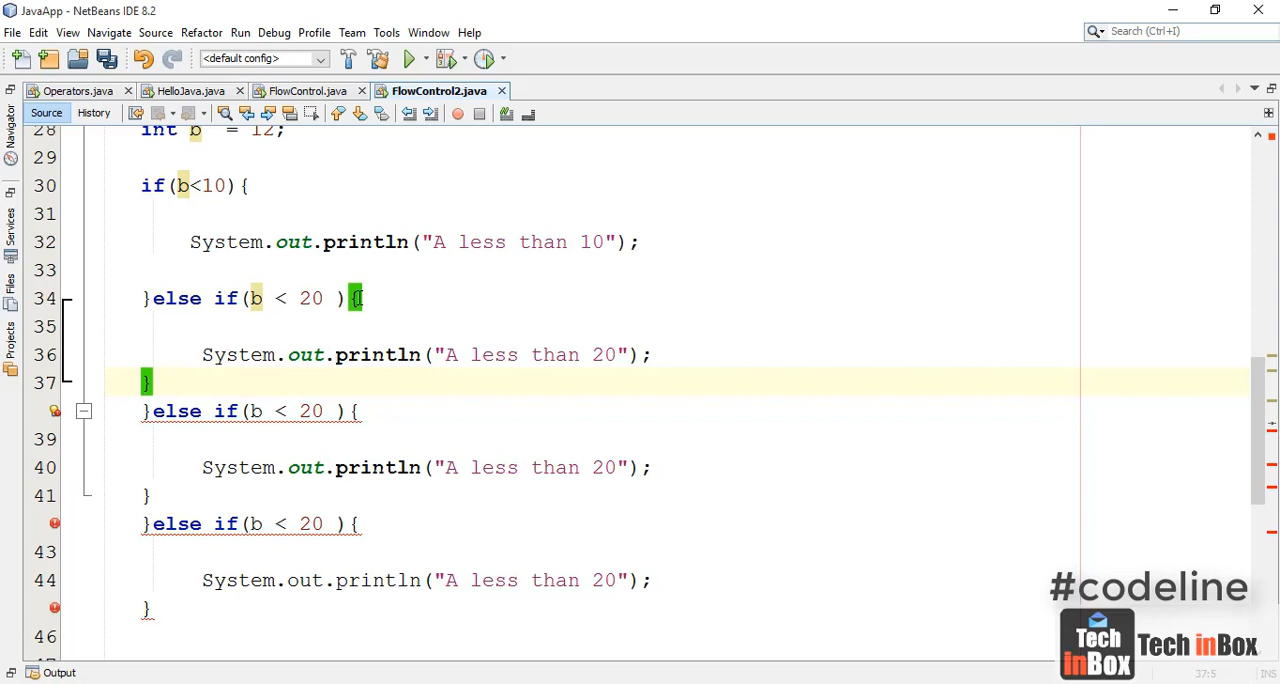 JavaApp - NetBeans IDE 8.2
File Edit View Navigate Source Refactor Run Debug Profile Team Tools Window Help
Search (Ctrl+I)
<default config>
Operators.java HelloJava.java FlowControl.java FlowControl2.java
Source History
Navigator
Services
Files
Projects
28 int b = 12;
29
30 if(b<10){
31
32 System.out.println("A less than 10");
33
34 }else if(b < 20 ){
35
36 System.out.println("A less than 20");
37 }
}else if(b < 20 ){
39
40 System.out.println("A less than 20");
41 }
}else if(b < 20 ){
43
44 System.out.println("A less than 20");
}
46
#codeline
Tech inBox Tech inBox
Output
37:5 INS